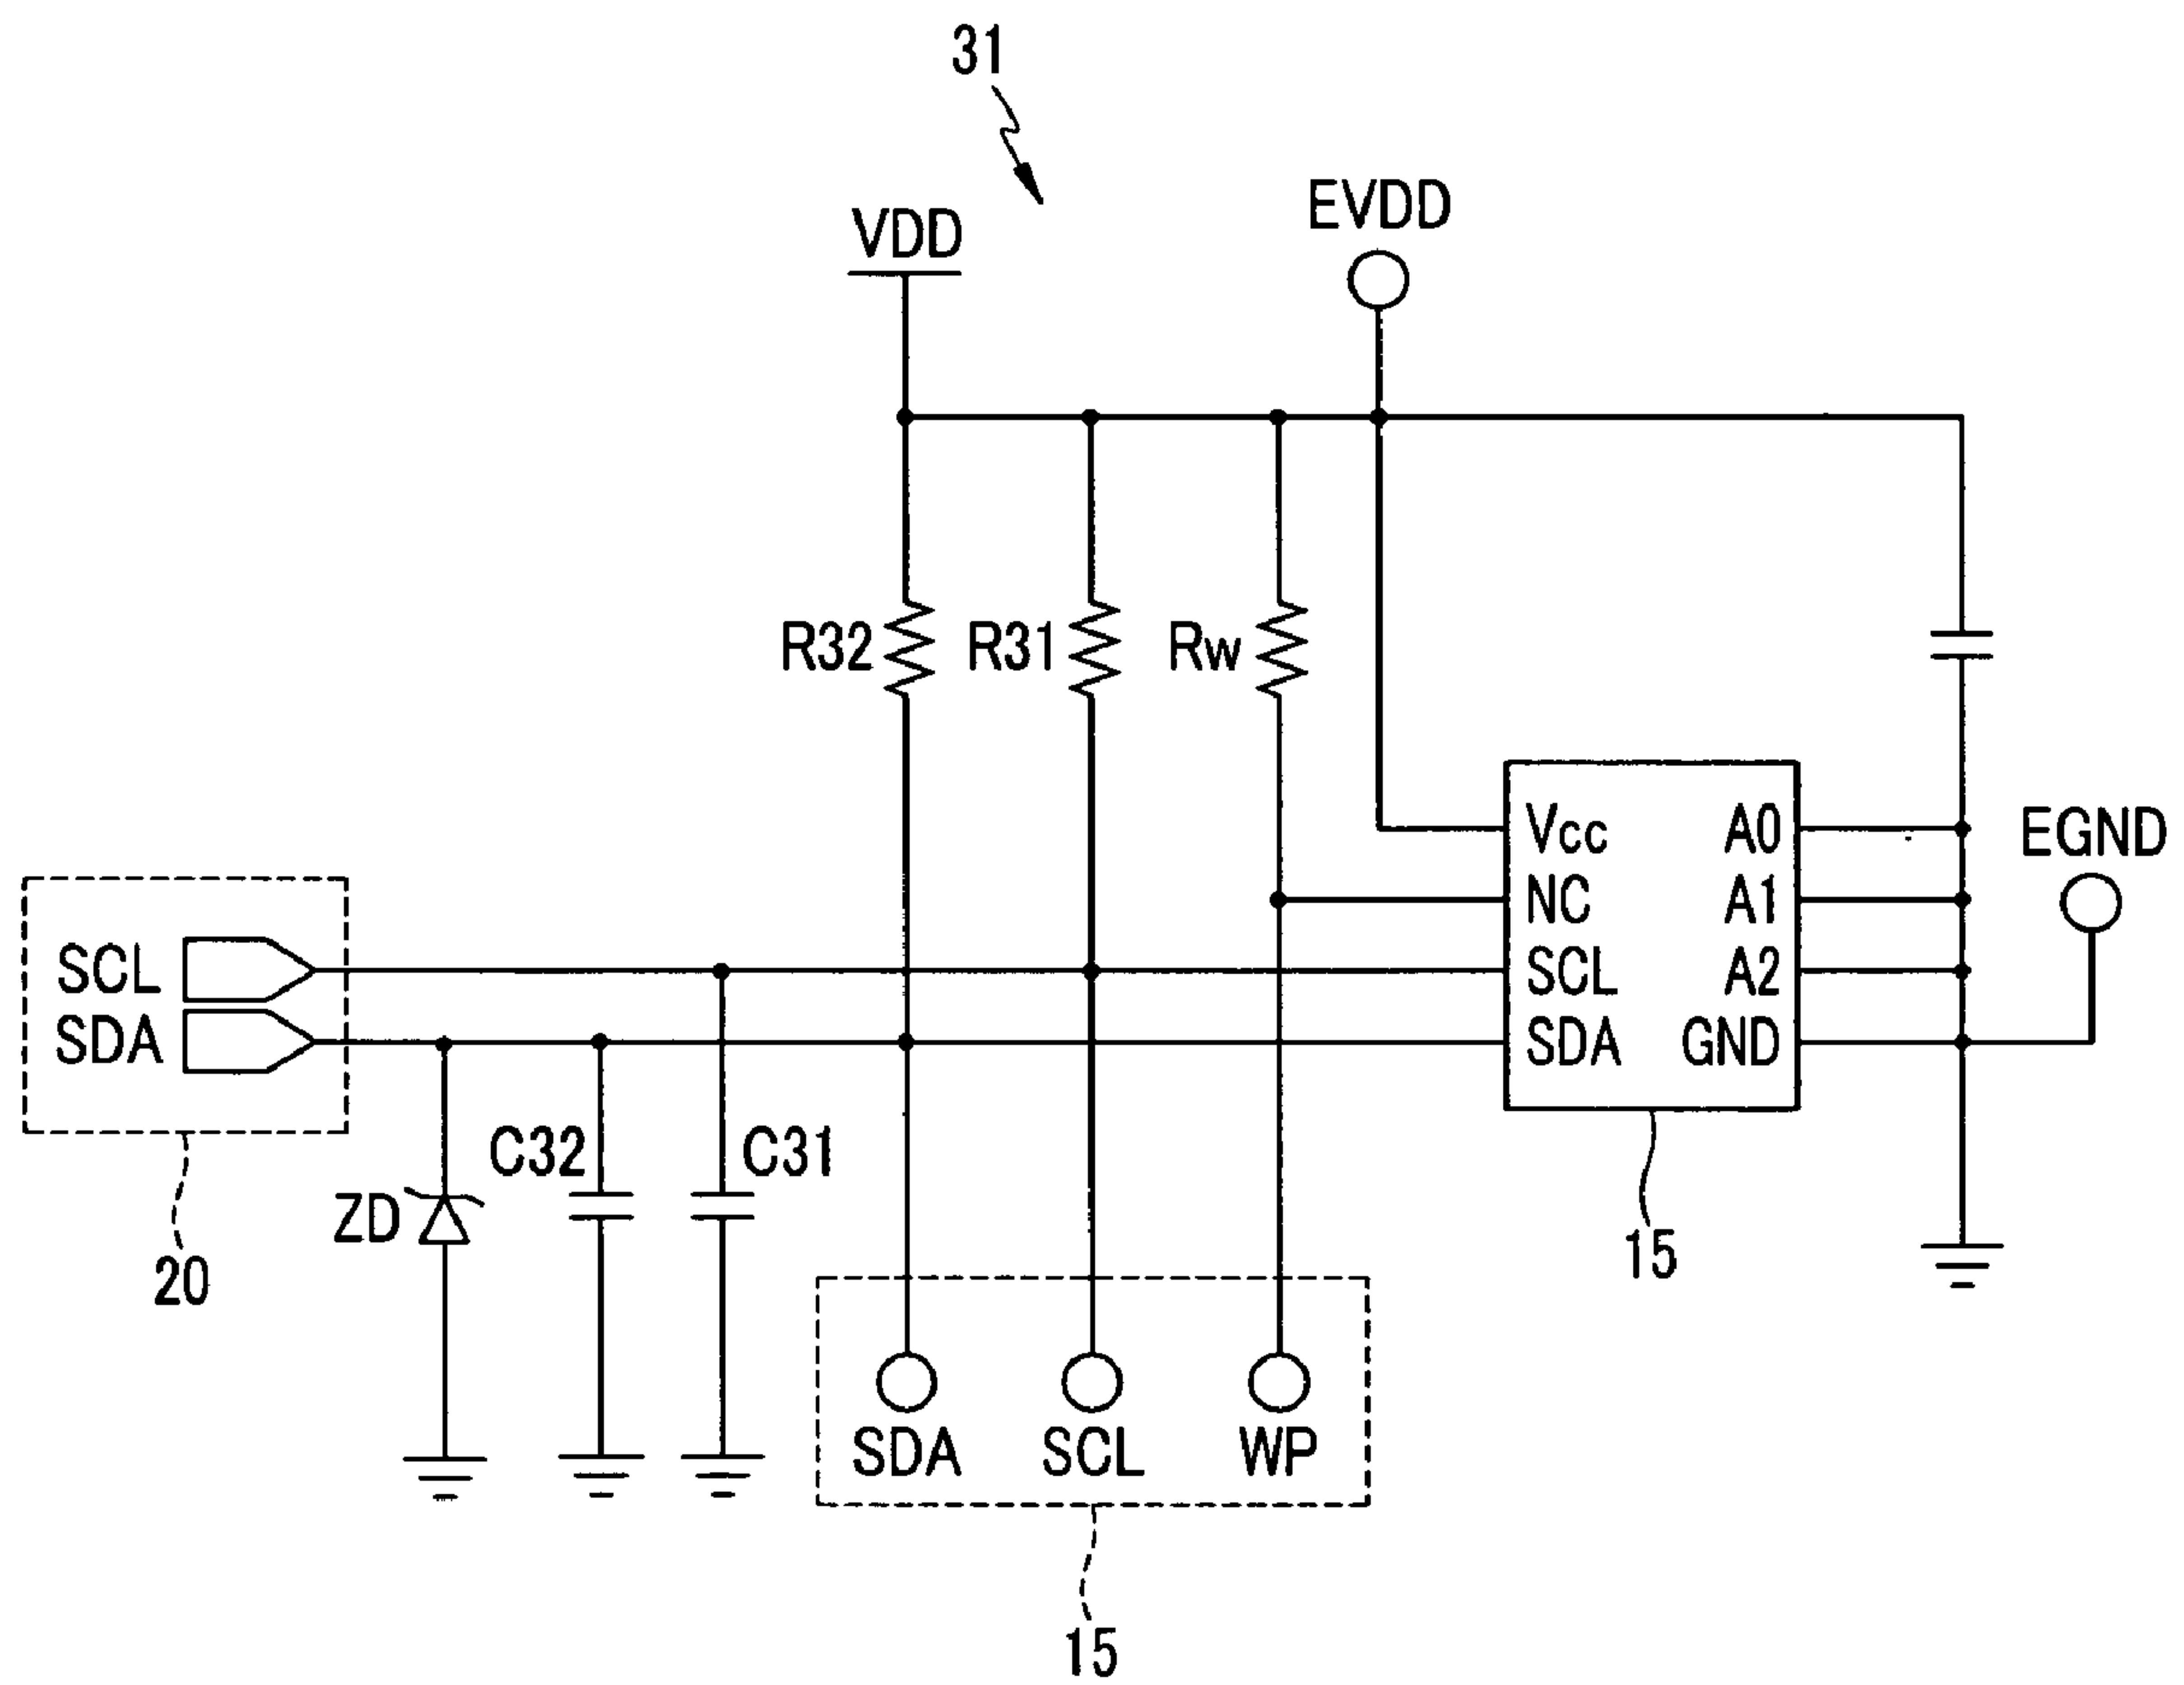 31
VDD
EVDD
R32
R31
Rw
Vcc
A0
NC
A1
SCL
A2
SDA
GND
EGND
SCL
SDA
20
ZD
C32
C31
15
SDA
SCL
WP
15